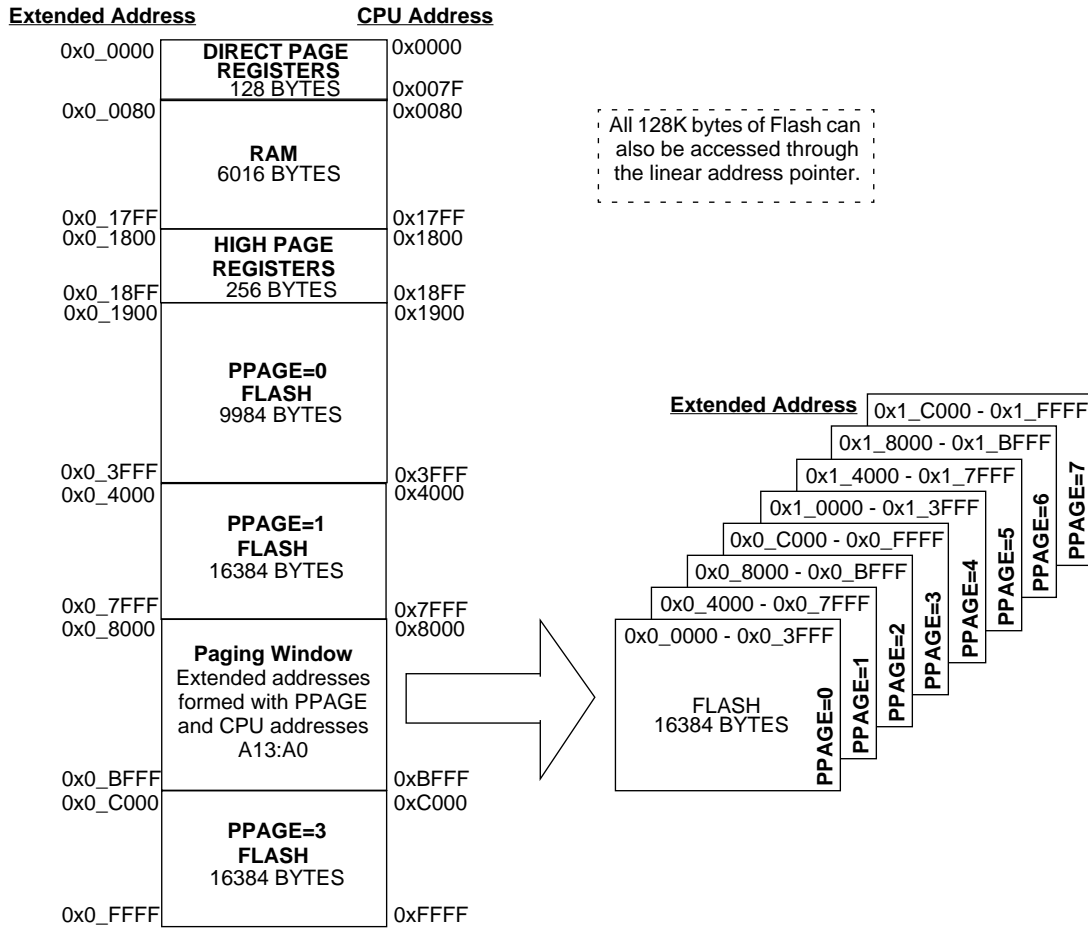 Extended Address
CPU Address
0x0_0000
DIRECT PAGE
REGISTERS
128 BYTES
0x0000
0x007F
0x0_0080
0x0080
RAM
6016 BYTES
0x0_17FF
0x17FF
0x0_1800
0x1800
HIGH PAGE
REGISTERS
256 BYTES
0x0_18FF
0x18FF
0x0_1900
0x1900
PPAGE=0
FLASH
9984 BYTES
0x0_3FFF
0x3FFF
0x0_4000
0x4000
PPAGE=1
FLASH
16384 BYTES
0x0_7FFF
0x7FFF
0x0_8000
0x8000
Paging Window
Extended addresses
formed with PPAGE
and CPU addresses
A13:A0
0x0_BFFF
0xBFFF
0x0_C000
0xC000
PPAGE=3
FLASH
16384 BYTES
0x0_FFFF
0xFFFF
All 128K bytes of Flash can
also be accessed through
the linear address pointer.
Extended Address
0x1_C000 - 0x1_FFFF
0x1_8000 - 0x1_BFFF
0x1_4000 - 0x1_7FFF
0x1_0000 - 0x1_3FFF
0x0_C000 - 0x0_FFFF
0x0_8000 - 0x0_BFFF
0x0_4000 - 0x0_7FFF
0x0_0000 - 0x0_3FFF
FLASH
16384 BYTES
PPAGE=0
PPAGE=1
PPAGE=2
PPAGE=3
PPAGE=4
PPAGE=5
PPAGE=6
PPAGE=7